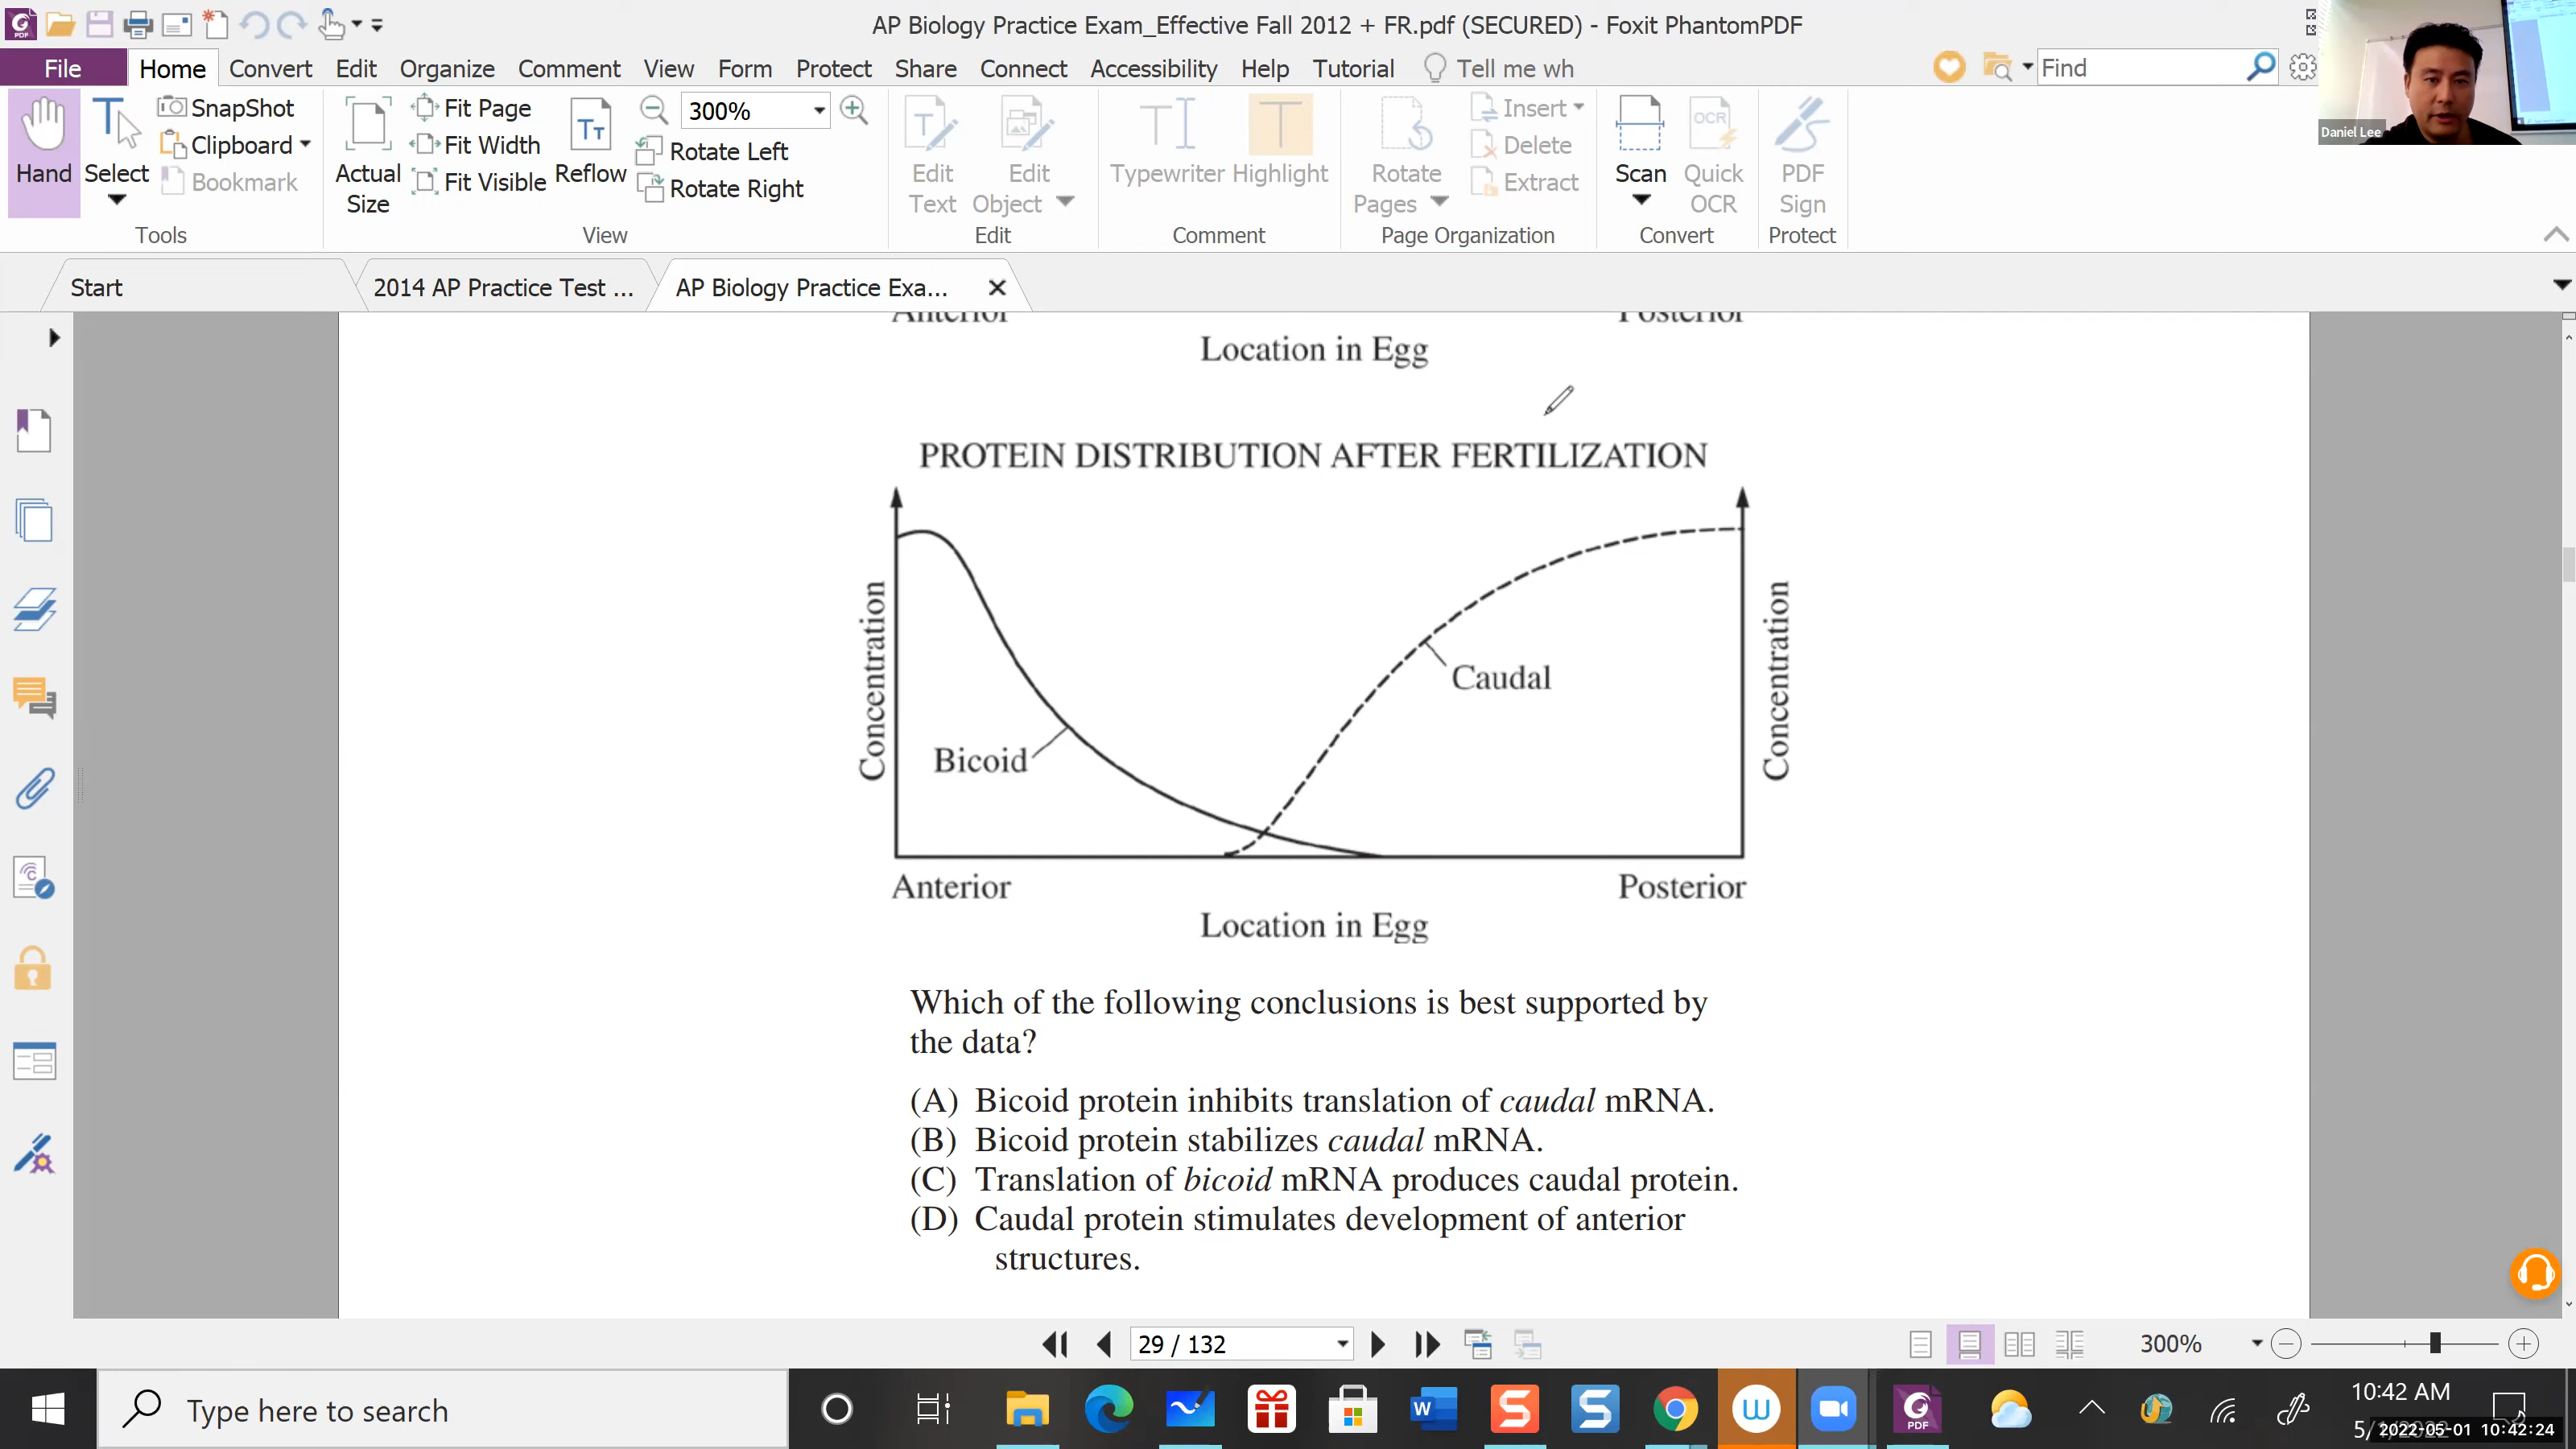 AP Biology Practice Exam_Effective Fall 2012 + FR.pdf (SECURED) - Foxit PhantomPDF
File Home Convert Edit Organize Comment View Form Protect Share Connect Accessibility Help Tutorial Tell me wh Find
Daniel Lee
Hand
Select
SnapShot
Clipboard
Bookmark
Tools
Actual
Size
Fit Page
Fit Width
Fit Visible
Reflow
300%
Rotate Left
Rotate Right
View
Edit
Text
Edit
Object
Edit
Typewriter
Highlight
Comment
Rotate
Pages
Insert
Delete
Extract
Page Organization
Scan
Quick
OCR
Convert
PDF
Sign
Protect
Start
2014 AP Practice Test ...
AP Biology Practice Exa...
Anterior Posterior
Location in Egg
PROTEIN DISTRIBUTION AFTER FERTILIZATION
Concentration
Bicoid
Caudal
Concentration
Anterior Posterior
Location in Egg
Which of the following conclusions is best supported by
the data?
(A) Bicoid protein inhibits translation of caudal mRNA.
(B) Bicoid protein stabilizes caudal mRNA.
(C) Translation of bicoid mRNA produces caudal protein.
(D) Caudal protein stimulates development of anterior
structures.
29 / 132
300%
Type here to search
10:42 AM
2022-05-01 10:42:24